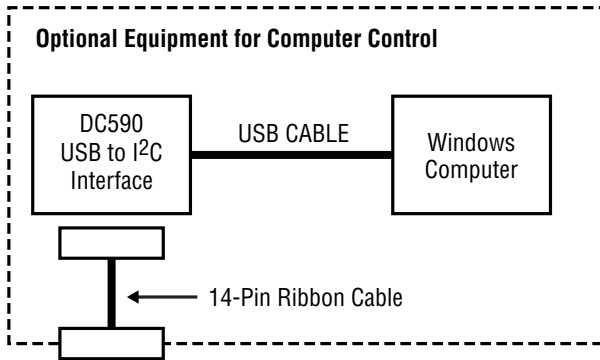 Optional Equipment for Computer Control
DC590
USB to I²C
Interface
USB CABLE
Windows
Computer
14-Pin Ribbon Cable